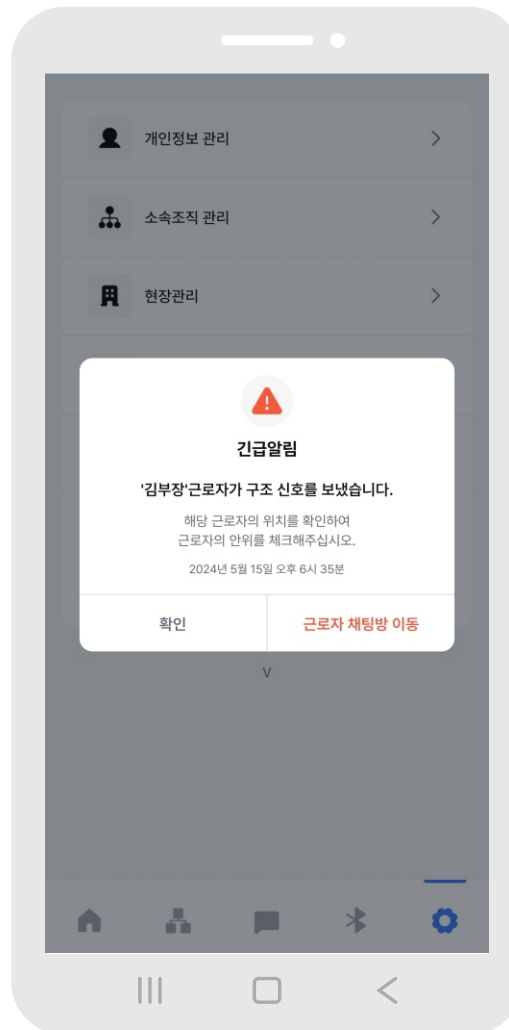 개인정보 관리
소속조직 관리
현장관리
긴급알림
'김부장'근로자가 구조 신호를 보냈습니다.
해당 근로자의 위치를 확인하여
근로자의 안위를 체크해주십시오.
2024년 5월 15일 오후 6시 35분
확인
근로자 채팅방 이동
V